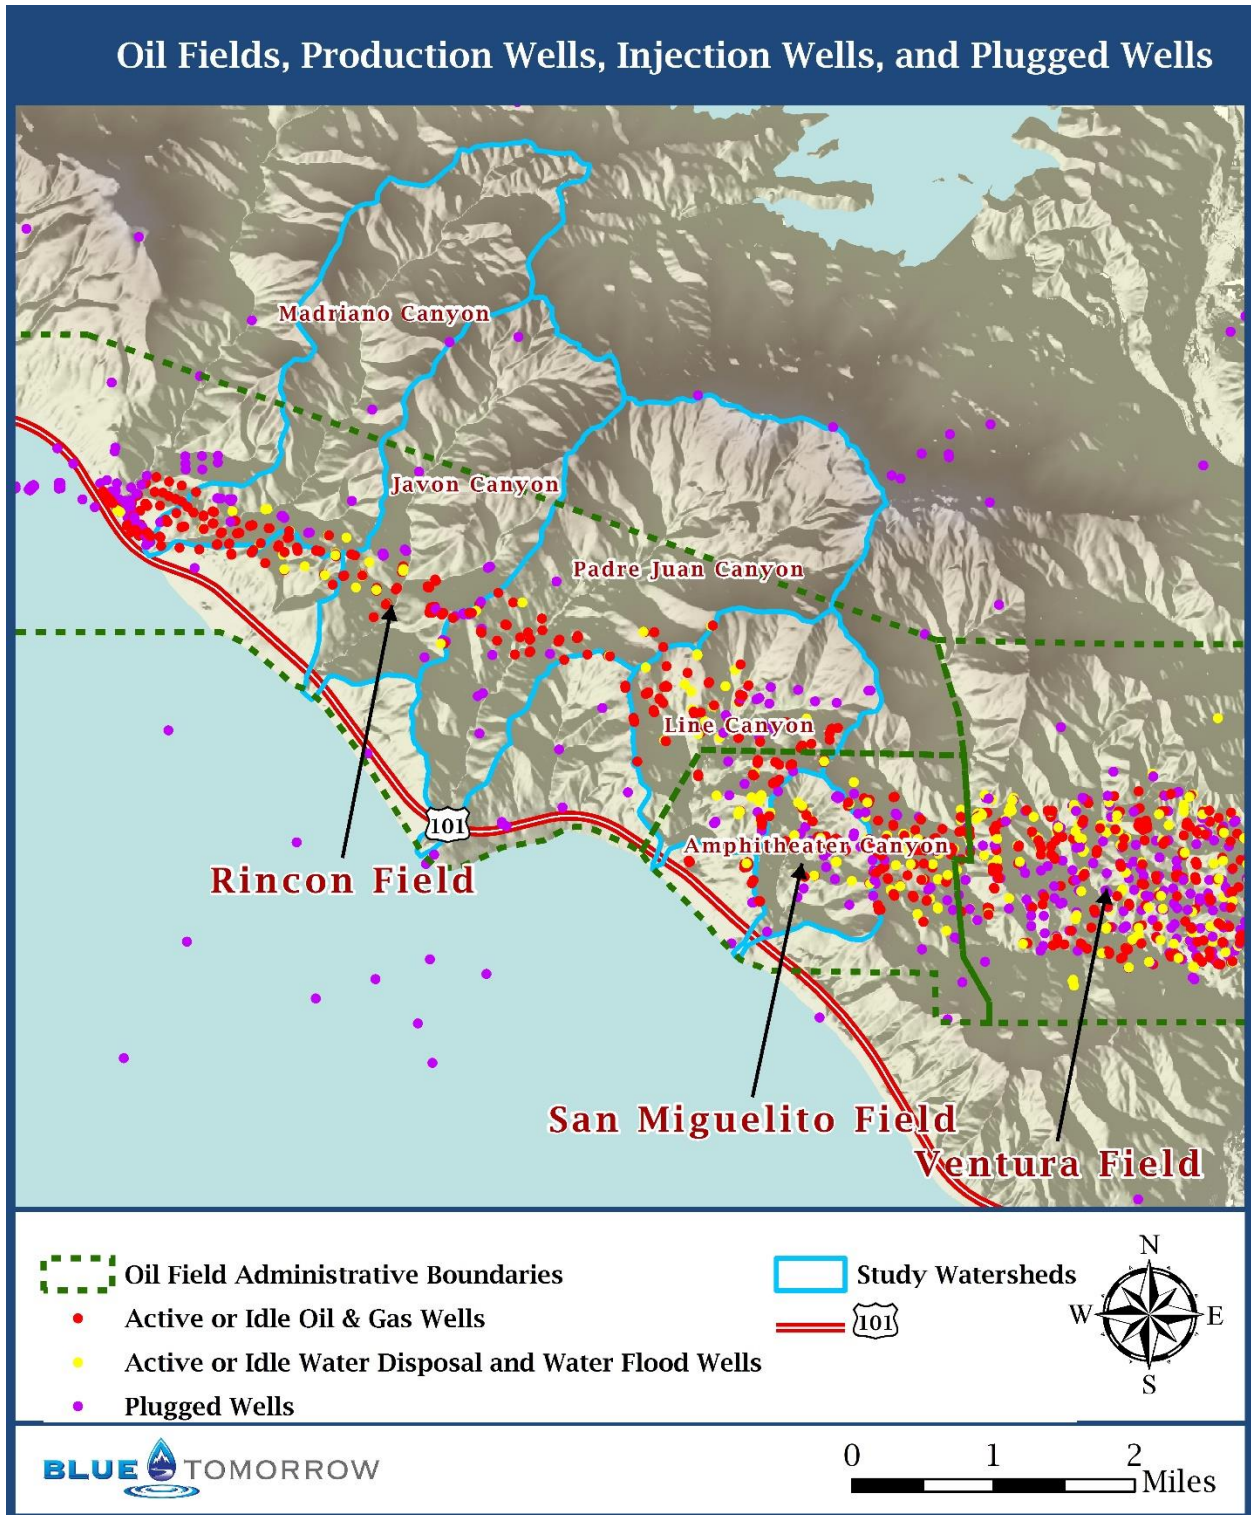 Oil Fields, Production Wells, Injection Wells, and Plugged Wells
Madriano Canyon
Javon Canyon
Padre Juan Canyon
Line Canyon
101
Amphitheater Canyon
Rincon Field
San Miguelito Field
Ventura Field
Oil Field Administrative Boundaries
Active or Idle Oil & Gas Wells
Active or Idle Water Disposal and Water Flood Wells
Plugged Wells
Study Watersheds
101
N
W E
S
BLUE TOMORROW
0 1 2
Miles